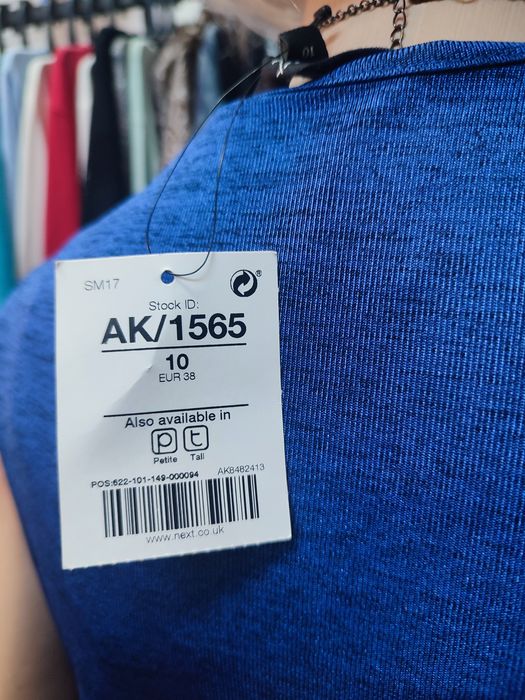 10
SM17
®
Stock ID:
AK/1565
10
EUR 38
Also available in
p t
Petite Tall
POS:622-101-149-000094 AK8482413
www.next.co.uk